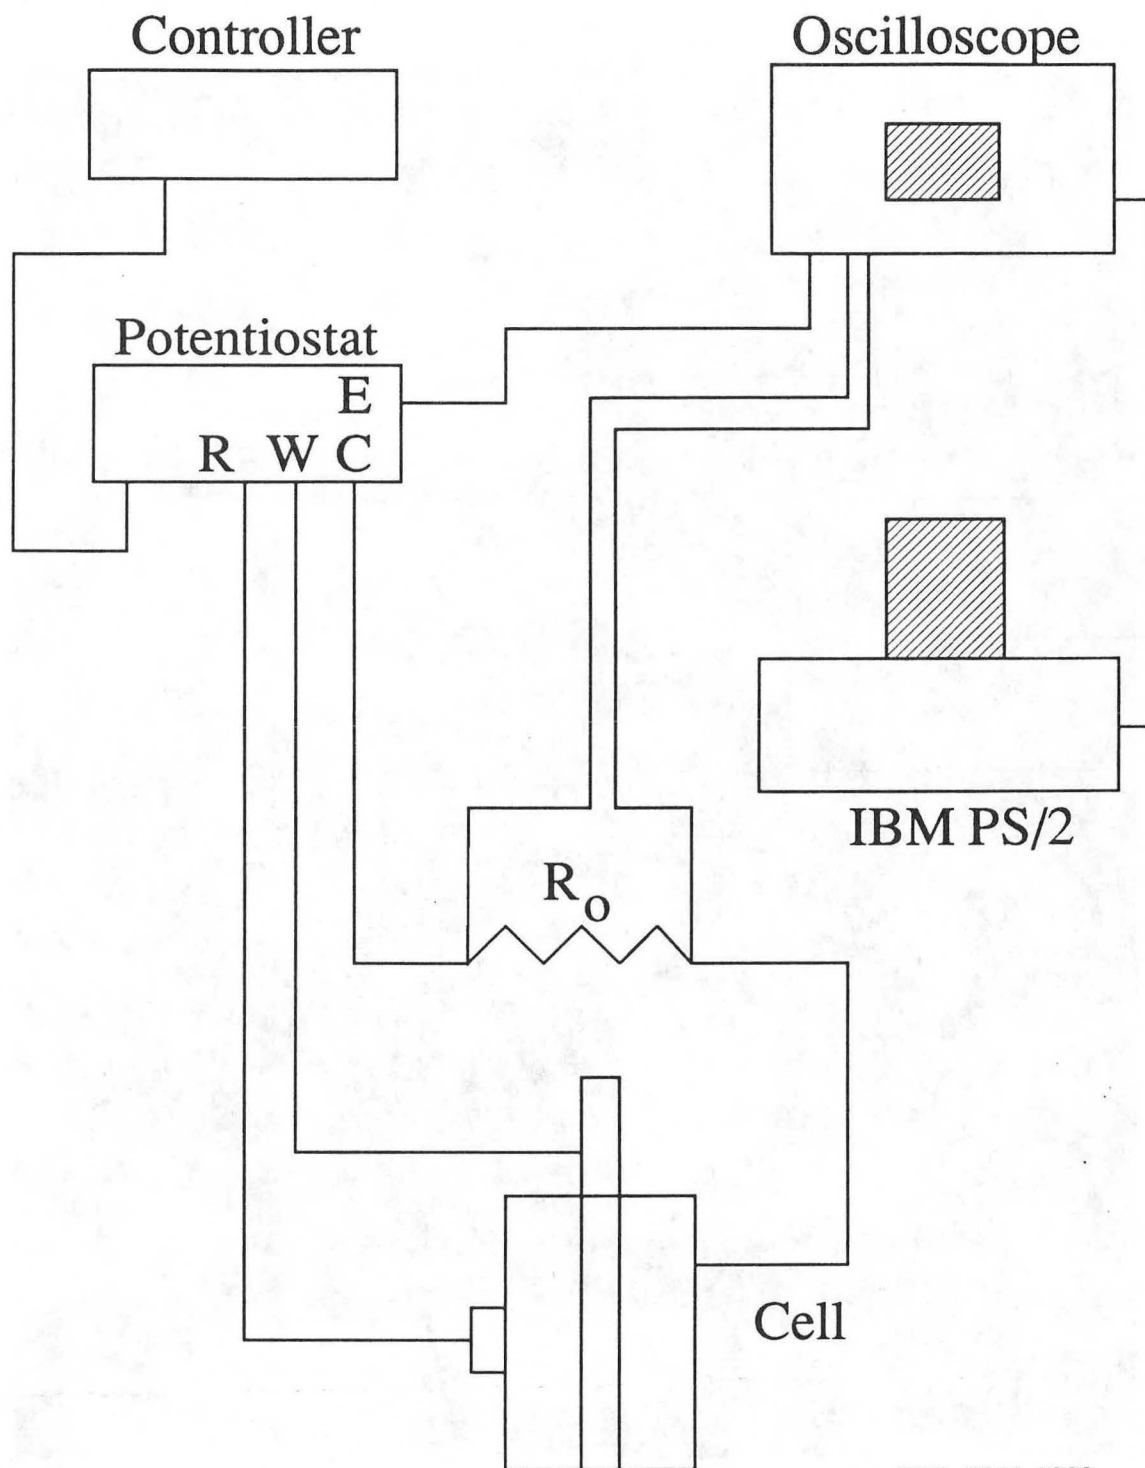 Controller
Oscilloscope
Potentiostat
E
R W C
IBM PS/2
Ro
Cell